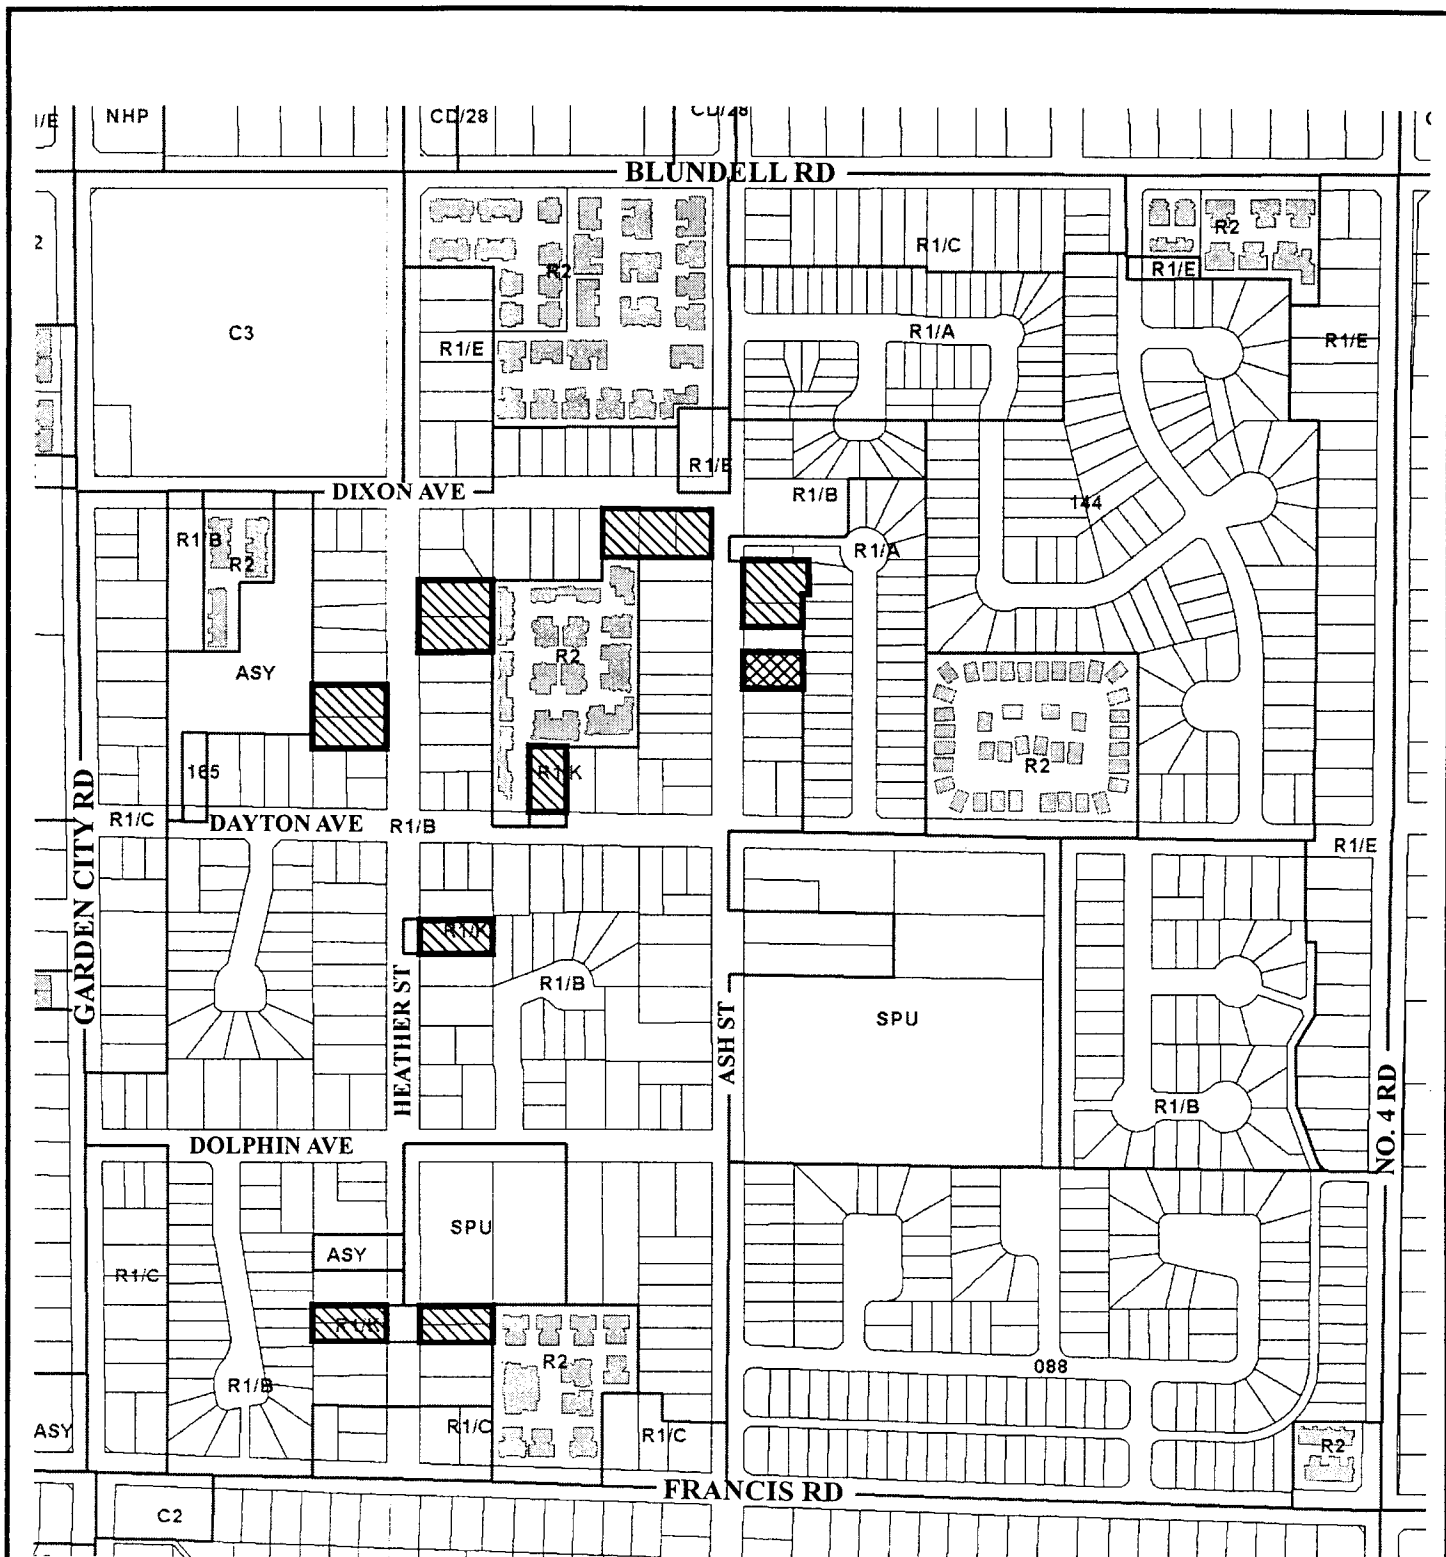 NHP
CD/28
CD/28
BLUNDELL RD
2
R1/C
R2
R2
R1/E
C3
R1/E
R1/A
R1/E
R1/E
DIXON AVE
R1/B
144
R1/B
R2
R1/A
R2
ASY
165
R1/K
R2
GARDEN CITY RD
R1/C
DAYTON AVE
R1/B
R1/E
R1/K
HEATHER ST
R1/B
ASH ST
SPU
R1/B
NO. 4 RD
DOLPHIN AVE
SPU
ASY
R1/C
R1/K
R2
088
R1/B
ASY
R1/C
R1/C
R2
FRANCIS RD
C2